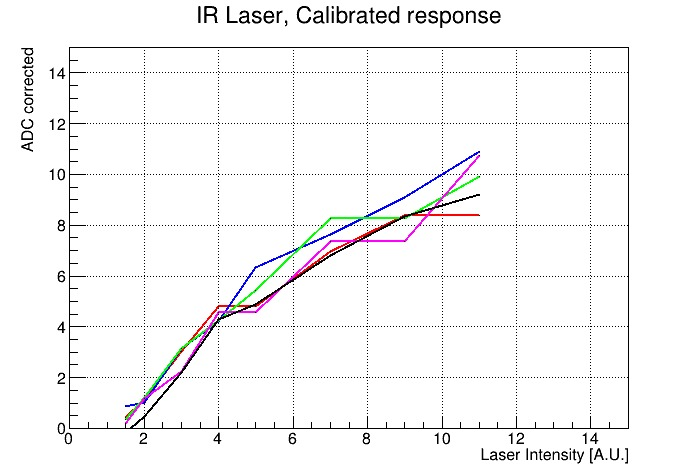 IR Laser, Calibrated response
ADC corrected
14
12
10
8
6
4
2
0
0 2 4 6 8 10 12 14
Laser Intensity [A.U.]